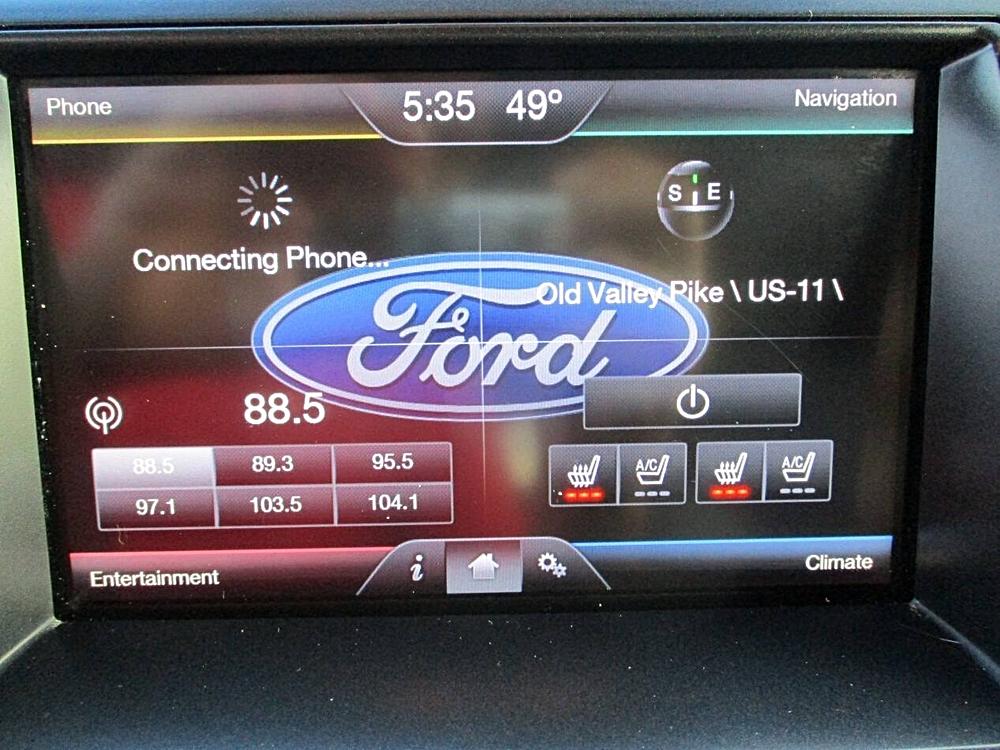 Phone
5:35 49°
Navigation
S E
Connecting Phone...
Old Valley Pike \ US-11 \
Ford
88.5
88.5 89.3 95.5
97.1 103.5 104.1
A/C A/C
Entertainment
i
Climate